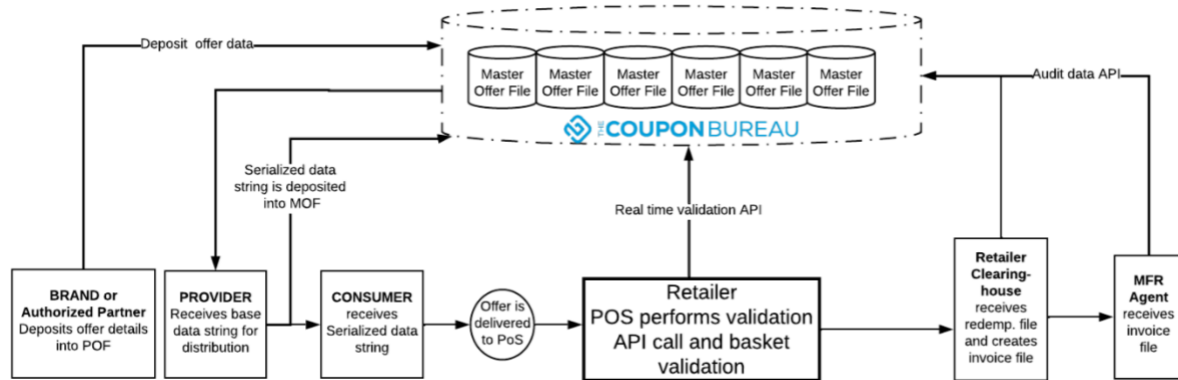 Deposit offer data
Master
Offer File
Master
Offer File
Master
Offer File
Master
Offer File
Master
Offer File
Master
Offer File
THE COUPON BUREAU
Audit data API
Serialized data
string is deposited
into MOF
Real time validation API
BRAND or
Authorized Partner
Deposits offer details
into POF
PROVIDER
Receives base
data string for
distribution
CONSUMER
receives
Serialized data
string
Offer is
delivered
to PoS
Retailer
POS performs validation
API call and basket
validation
Retailer
Clearing-
house
receives
redemp. file
and creates
invoice file
MFR
Agent
receives
invoice
file